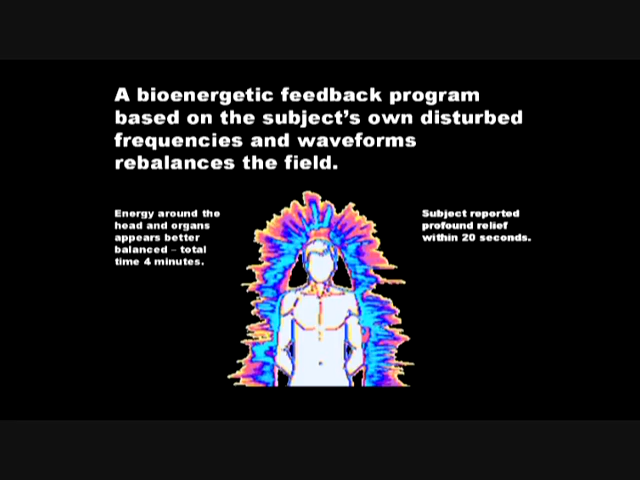 A bioenergetic feedback program
based on the subject's own disturbed
frequencies and waveforms
rebalances the field.
Energy around the
head and organs
appears better
balanced – total
time 4 minutes.
Subject reported
profound relief
within 20 seconds.